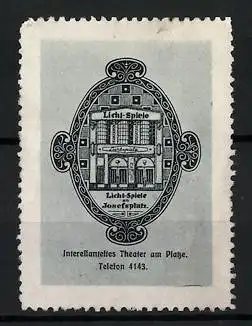 Licht-Spiele
Licht-Spiele
am
Josefsplatz.
Interessantestes Theater am Platze.
Telefon 4143.